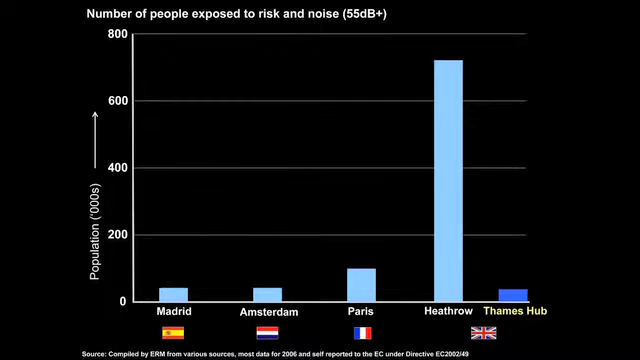 Number of people exposed to risk and noise (55dB+)
800
600
400
200
0
Population ('000s)
Madrid
Amsterdam
Paris
Heathrow
Thames Hub
Source: Compiled by ERM from various sources, most data for 2006 and self reported to the EC under Directive EC2002/49